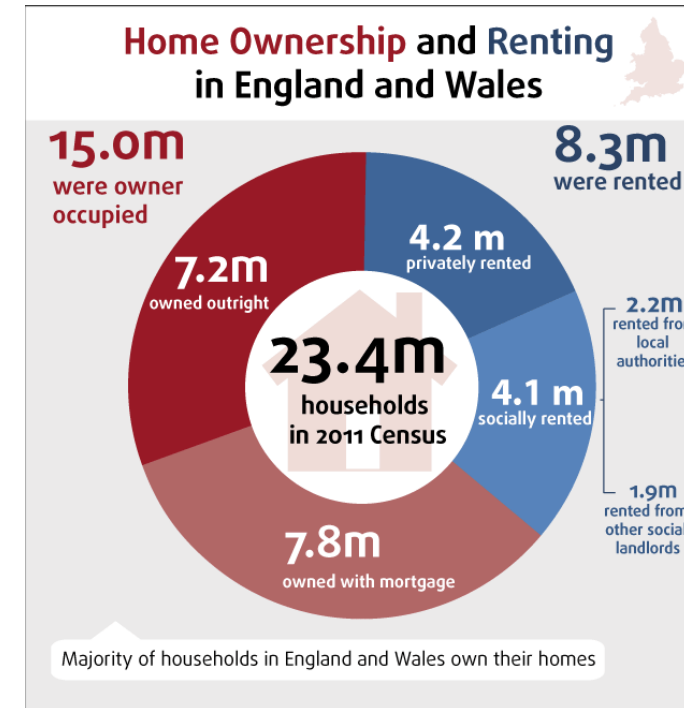 Home Ownership and Renting
in England and Wales
15.0m
were owner
occupied
8.3m
were rented
7.2m
owned outright
4.2 m
privately rented
23.4m
households
in 2011 Census
4.1 m
socially rented
2.2m
rented fro
local
authoritie
1.9m
rented from
other social
landlords
7.8m
owned with mortgage
Majority of households in England and Wales own their homes